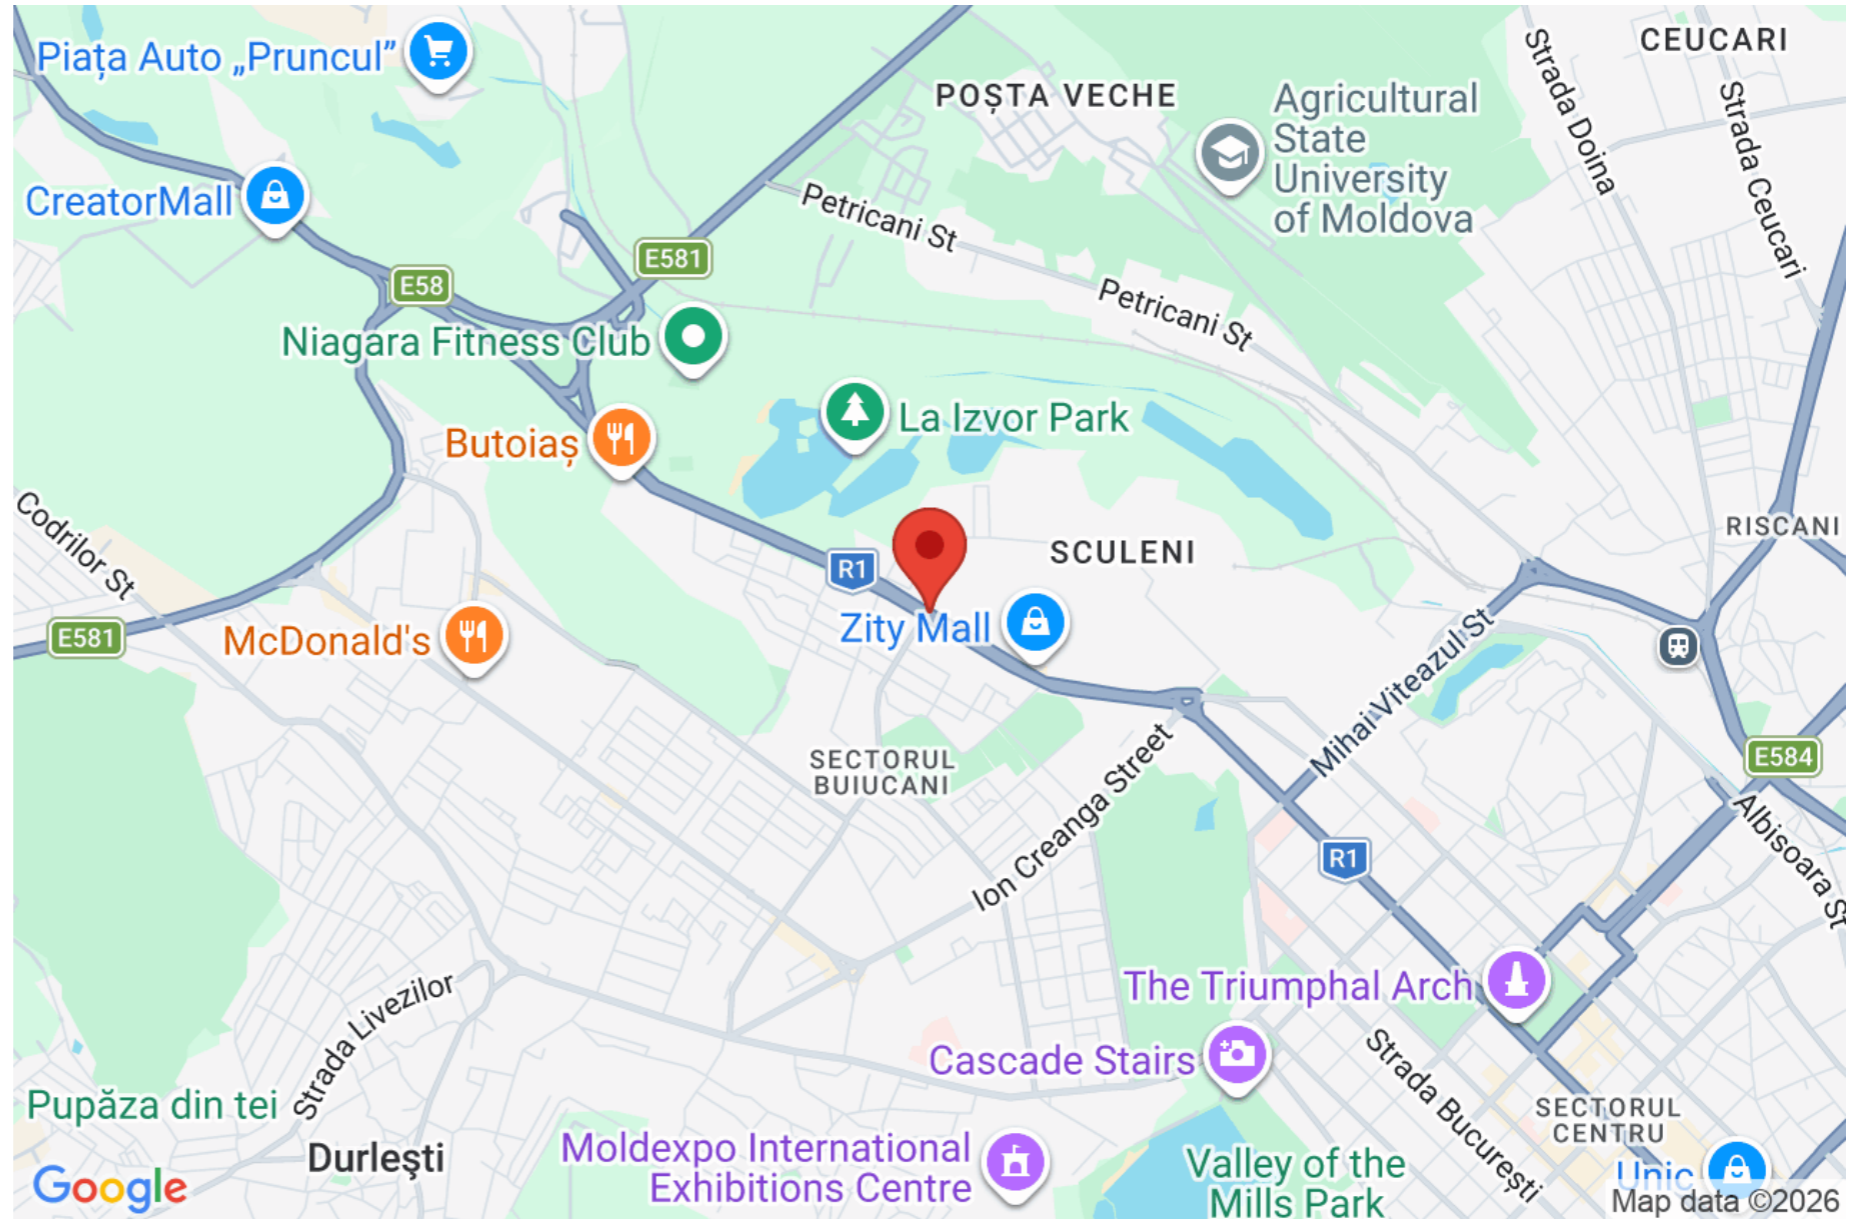 Piața Auto „Pruncul”
CEUCARI
POȘTA VECHE
Agricultural
State
University
of Moldova
Strada Doina
Strada Ceucari
CreatorMall
Petricani St
E581
E58
Petricani St
Niagara Fitness Club
La Izvor Park
Butoiaș
Codrilor St
RISCANI
SCULENI
R1
Zity Mall
E581
McDonald's
Mihai Viteazul St
SECTORUL
BUIUCANI
E584
Ion Creanga Street
Albisoara St
R1
The Triumphal Arch
Strada Livezilor
Cascade Stairs
Strada București
Pupăza din tei
SECTORUL
CENTRU
Durleşti
Moldexpo International
Exhibitions Centre
Valley of the
Mills Park
Unic
Google
Map data ©2026